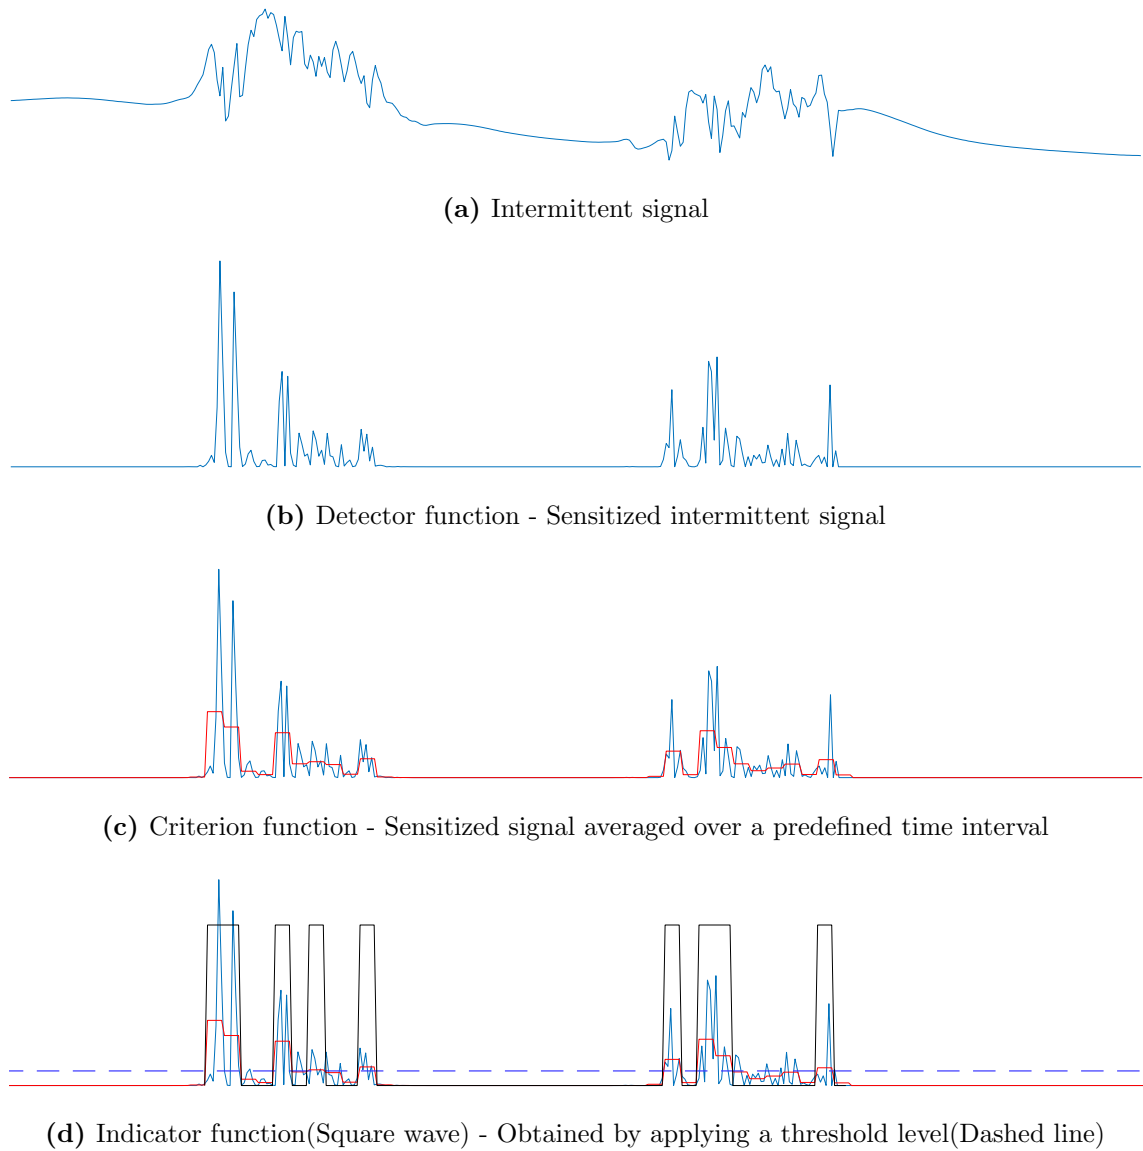 (a) Intermittent signal
(b) Detector function - Sensitized intermittent signal
(c) Criterion function - Sensitized signal averaged over a predefined time interval
(d) Indicator function(Square wave) - Obtained by applying a threshold level(Dashed line)